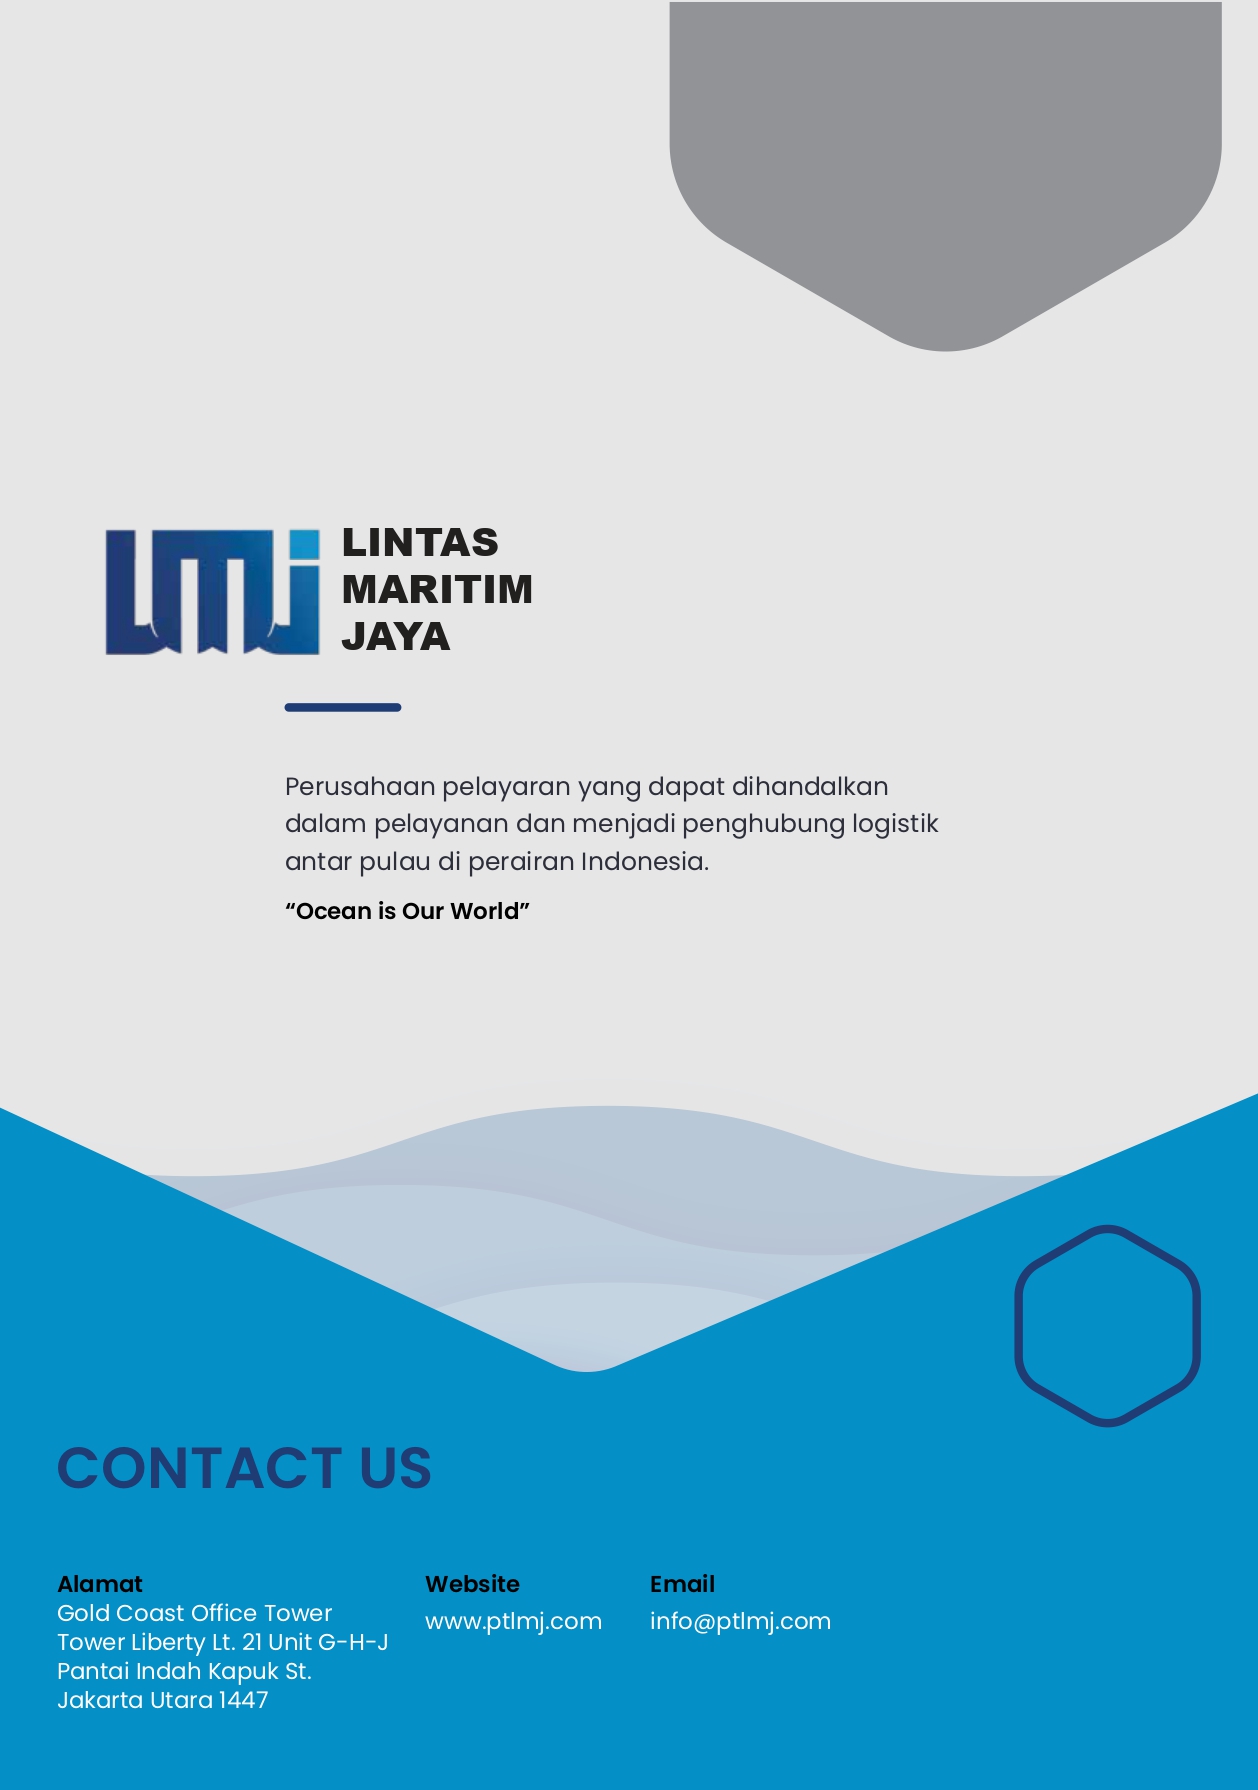 LMJ
LINTAS
MARITIM
JAYA
Perusahaan pelayaran yang dapat dihandalkan
dalam pelayanan dan menjadi penghubung logistik
antar pulau di perairan Indonesia.
“Ocean is Our World”
CONTACT US
Alamat
Gold Coast Office Tower
Tower Liberty Lt. 21 Unit G-H-J
Pantai Indah Kapuk St.
Jakarta Utara 1447
Website
www.ptlmj.com
Email
info@ptlmj.com